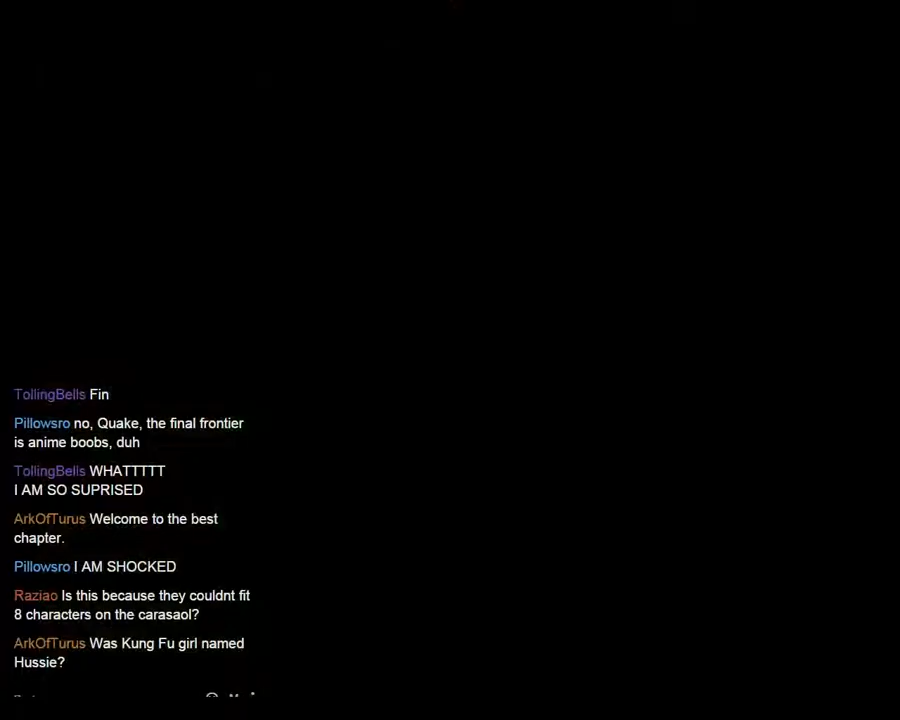 TollingBells Fin
Pillowsro no, Quake, the final frontier
is anime boobs, duh
TollingBells WHATTTTT
I AM SO SUPRISED
ArkOfTurus Welcome to the best
chapter.
Pillowsro I AM SHOCKED
Raziao Is this because they couldnt fit
8 characters on the carasaol?
ArkOfTurus Was Kung Fu girl named
Hussie?